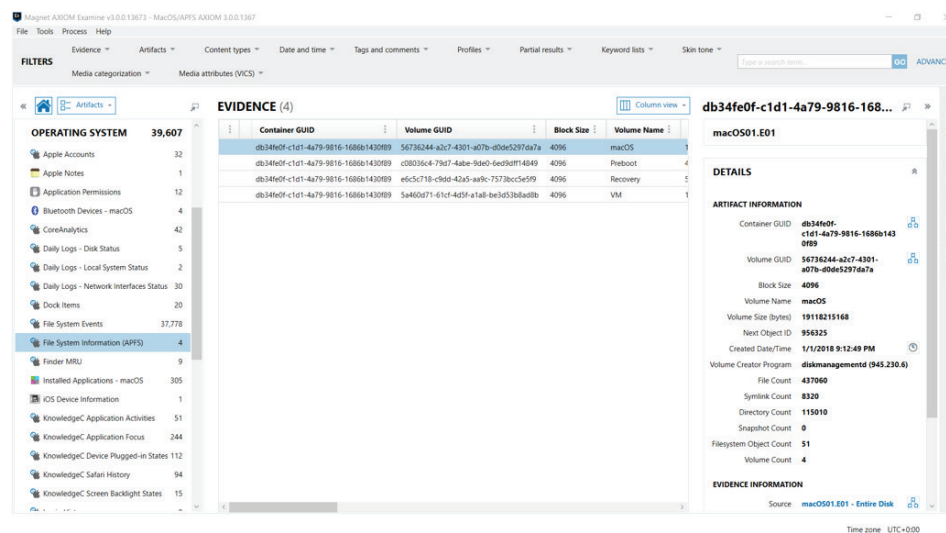 Magnet AXIOM Examine v3.0.0.13673 - MacOS/APFS AXIOM 3.0.0.1367
File Tools Process Help
FILTERS
Evidence Artifacts Content types Date and time Tags and comments Profiles Partial results Keyword lists Skin tone
Media categorization Media attributes (VICS)
Type a search term... GO ADVANC
Artifacts
EVIDENCE (4)
Column view
db34fe0f-c1d1-4a79-9816-168...
OPERATING SYSTEM 39,607
Apple Accounts 32
Apple Notes 1
Application Permissions 12
Bluetooth Devices - macOS 4
CoreAnalytics 42
Daily Logs - Disk Status 5
Daily Logs - Local System Status 2
Daily Logs - Network Interfaces Status 30
Dock Items 20
File System Events 37,778
File System Information (APFS) 4
Finder MRU 9
Installed Applications - macOS 305
iOS Device Information 1
KnowledgeC Application Activities 51
KnowledgeC Application Focus 244
KnowledgeC Device Plugged-in States 112
KnowledgeC Safari History 94
KnowledgeC Screen Backlight States 15
Container GUID Volume GUID Block Size Volume Name
db34fe0f-c1d1-4a79-9816-1686b1430f89 56736244-a2c7-4301-a07b-d0de5297da7a 4096 macOS 1
db34fe0f-c1d1-4a79-9816-1686b1430f89 c08036c4-79d7-4abe-9de0-6ed9dff14849 4096 Preboot 4
db34fe0f-c1d1-4a79-9816-1686b1430f89 e6c5c718-c9dd-42a5-aa9c-7573bcc5e5f9 4096 Recovery 5
db34fe0f-c1d1-4a79-9816-1686b1430f89 5a460d71-61cf-4d5f-a1a8-be3d53b8ad8b 4096 VM 1
macOS01.E01
DETAILS
ARTIFACT INFORMATION
Container GUID db34fe0f-
c1d1-4a79-9816-1686b143
0f89
Volume GUID 56736244-a2c7-4301-
a07b-d0de5297da7a
Block Size 4096
Volume Name macOS
Volume Size (bytes) 19118215168
Next Object ID 956325
Created Date/Time 1/1/2018 9:12:49 PM
Volume Creator Program diskmanagementd (945.230.6)
File Count 437060
Symlink Count 8320
Directory Count 115010
Snapshot Count 0
Filesystem Object Count 51
Volume Count 4
EVIDENCE INFORMATION
Source macOS01.E01 - Entire Disk
Time zone UTC+0:00